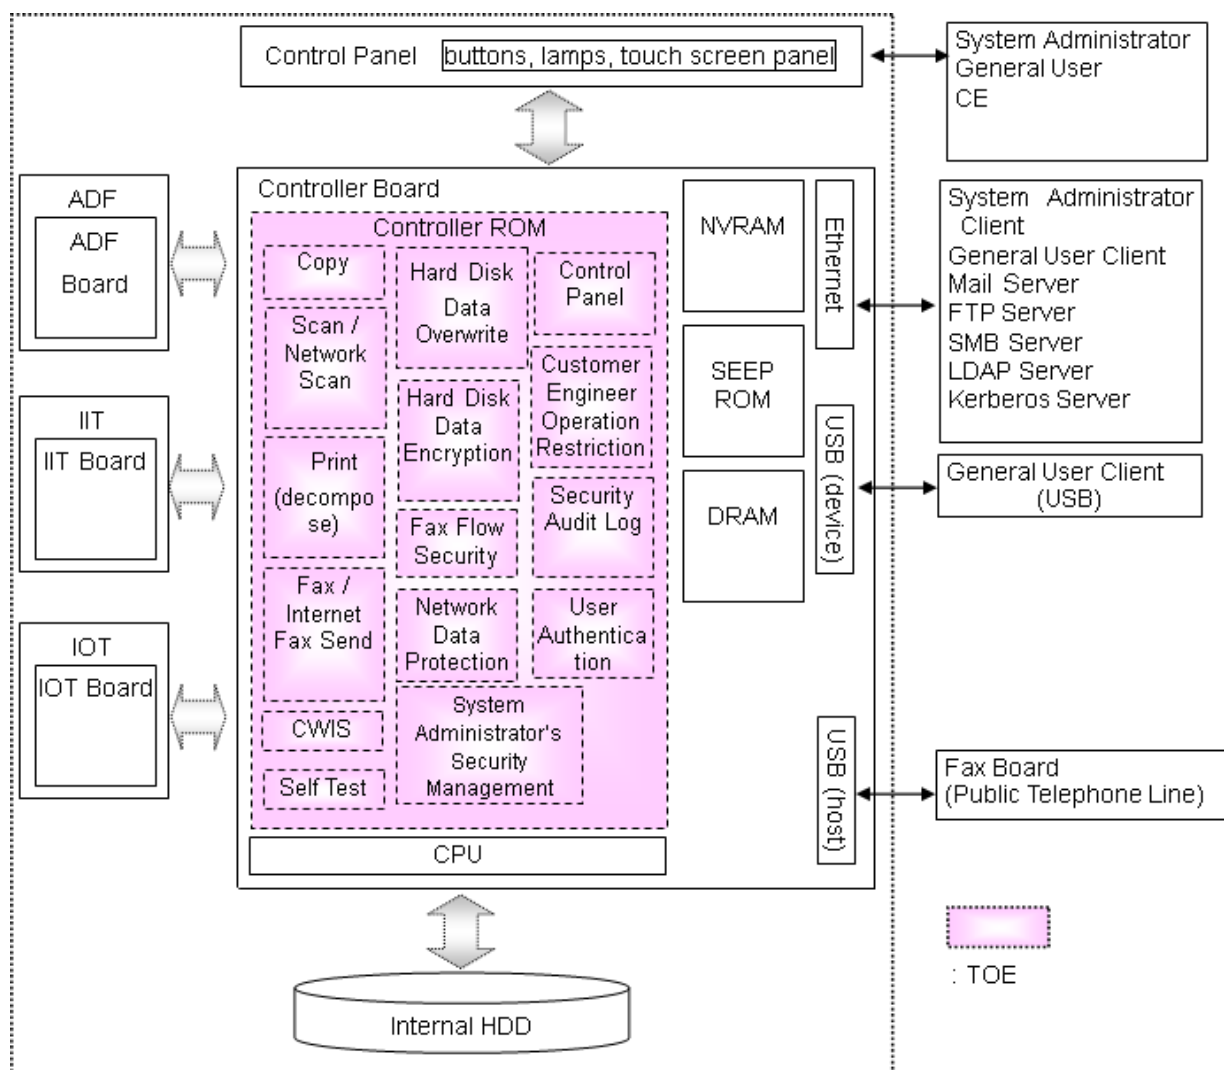 Control Panel
buttons, lamps, touch screen panel
System Administrator
General User
CE
Controller Board
Controller ROM
ADF
ADF
Board
IIT
IIT Board
IOT
IOT Board
Copy
Scan /
Network
Scan
Print
(decompo
se)
Fax /
Internet
Fax Send
CWIS
Self Test
Hard Disk
Data
Overwrite
Hard Disk
Data
Encryption
Fax Flow
Security
Network
Data
Protection
System
Administrator's
Security
Management
Control
Panel
Customer
Engineer
Operation
Restriction
Security
Audit Log
User
Authentica
tion
CPU
NVRAM
SEEP
ROM
DRAM
Ethernet
USB (device)
USB (host)
System Administrator
Client
General User Client
Mail Server
FTP Server
SMB Server
LDAP Server
Kerberos Server
General User Client
(USB)
Fax Board
(Public Telephone Line)
: TOE
Internal HDD